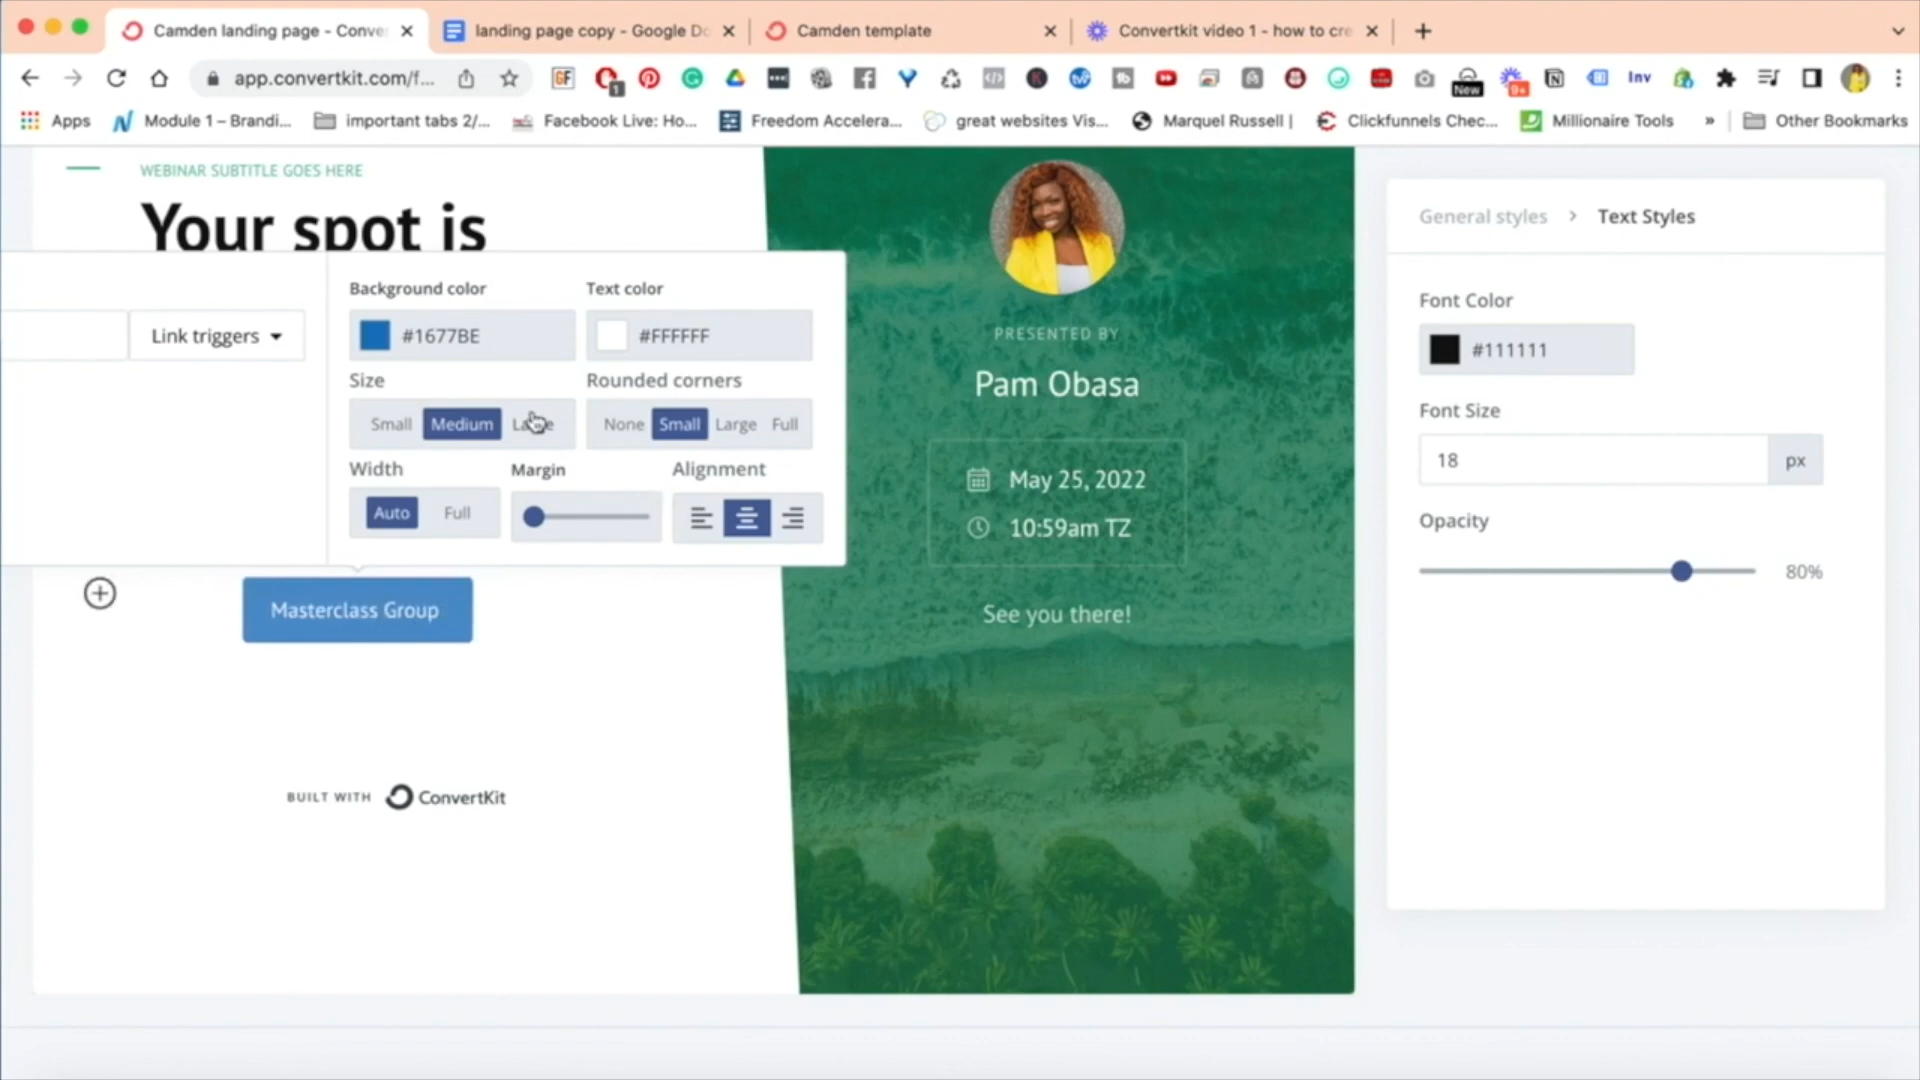 Camden landing page - Conve
landing page copy - Google Do
Camden template
Convertkit video 1 - how to cre
app.convertkit.com/f...
GF
1
New
9+
Inv
Apps
Module 1 – Brandi...
important tabs 2/...
Facebook Live: Ho...
Freedom Accelera...
great websites Vis...
Marquel Russell |
Clickfunnels Chec...
Millionaire Tools
»
Other Bookmarks
WEBINAR SUBTITLE GOES HERE
Your spot is
Link triggers
Background color
#1677BE
Text color
#FFFFFF
Size
Small
Medium
Rounded corners
None
Small
Large
Full
Width
Auto
Full
Margin
Alignment
Masterclass Group
BUILT WITH
ConvertKit
PRESENTED BY
Pam Obasa
May 25, 2022
10:59am TZ
See you there!
General styles > Text Styles
Font Color
#111111
Font Size
18
px
Opacity
80%